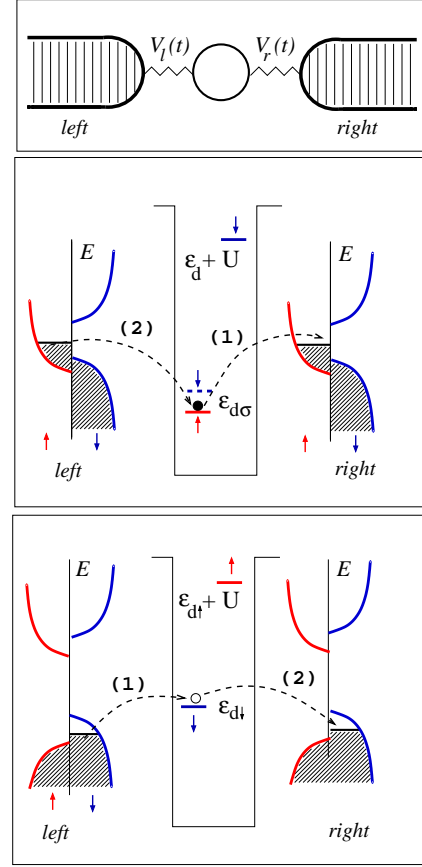 V_l(t) V_r(t)
left right
E E
ε_d + U
(2) (1)
ε_dσ
left right
E E
ε_d↑ + U
(1) (2)
ε_d↓
left right